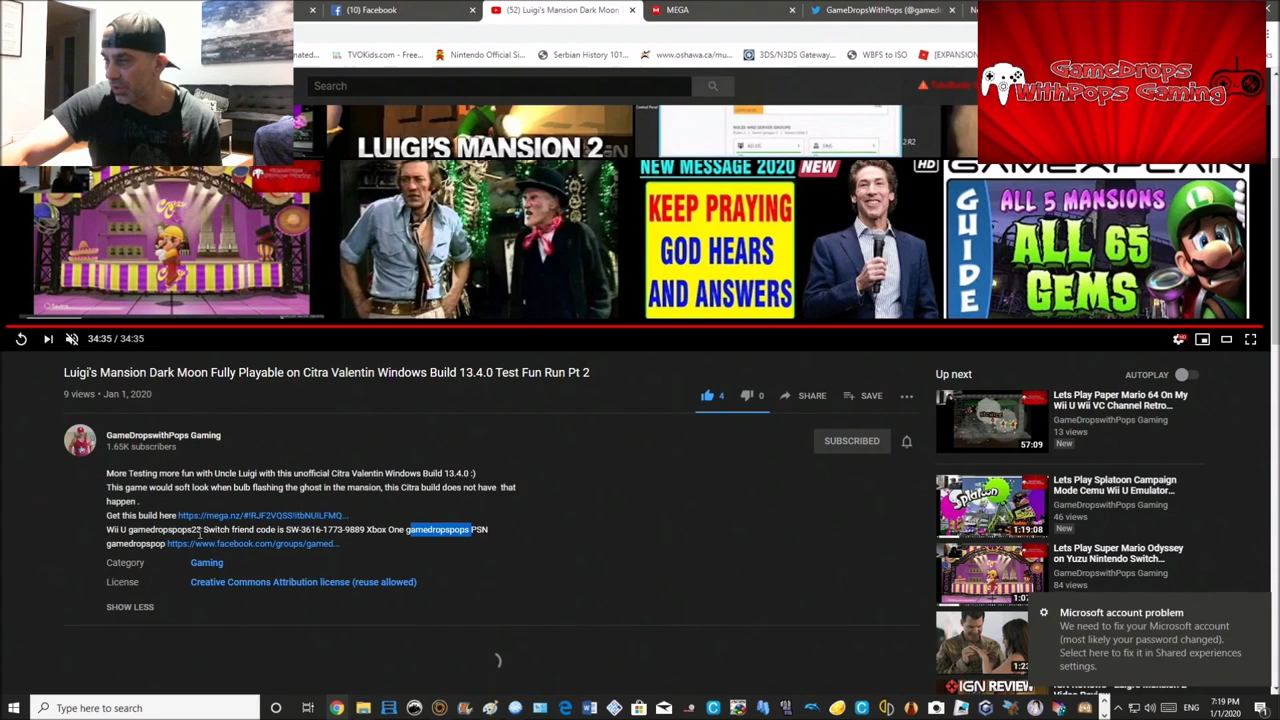 (10) Facebook
(52) Luigi's Mansion Dark Moon
MEGA
GameDropsWithPops (@gamed
TVOKids.com - Free...
Nintendo Official Si...
Serbian History 101...
www.oshawa.ca/mu...
3DS/N3DS Gateway...
WBFS to ISO
[EXPANSION
GameDrops
WithPops Gaming
Search
LUIGI'S MANSION 2
NEW MESSAGE 2020
NEW
HD
KEEP PRAYING
GOD HEARS
AND ANSWERS
GUIDE
ALL 5 MANSIONS
ALL 65
GEMS
34:35 / 34:35
Luigi's Mansion Dark Moon Fully Playable on Citra Valentin Windows Build 13.4.0 Test Fun Run Pt 2
9 views • Jan 1, 2020
4
0
SHARE
SAVE
Up next
AUTOPLAY
GameDropswithPops Gaming
1.65K subscribers
SUBSCRIBED
More Testing more fun with Uncle Luigi with this unofficial Citra Valentin Windows Build 13.4.0 :)
This game would soft look when bulb flashing the ghost in the mansion, this Citra build does not have that
happen .
Get this build here https://mega.nz/#!RJF2VQSS!itbNUILFMQ...
Wii U gamedropspops23 Switch friend code is SW-3616-1773-9889 Xbox One gamedropspops PSN
gamedropspop https://www.facebook.com/groups/gamed...
Category
Gaming
License
Creative Commons Attribution license (reuse allowed)
SHOW LESS
Lets Play Paper Mario 64 On My
Wii U Wii VC Channel Retro...
GameDropswithPops Gaming
13 views
New
57:09
Lets Play Splatoon Campaign
Mode Cemu Wii U Emulator...
GameDropswithPops Gaming
46 views
New
1:19:08
Lets Play Super Mario Odyssey
on Yuzu Nintendo Switch...
GameDropswithPops Gaming
84 views
Microsoft account problem
We need to fix your Microsoft account
(most likely your password changed).
Select here to fix it in Shared experiences
settings.
IGN REVIEW
Type here to search
ENG
7:19 PM
1/1/2020